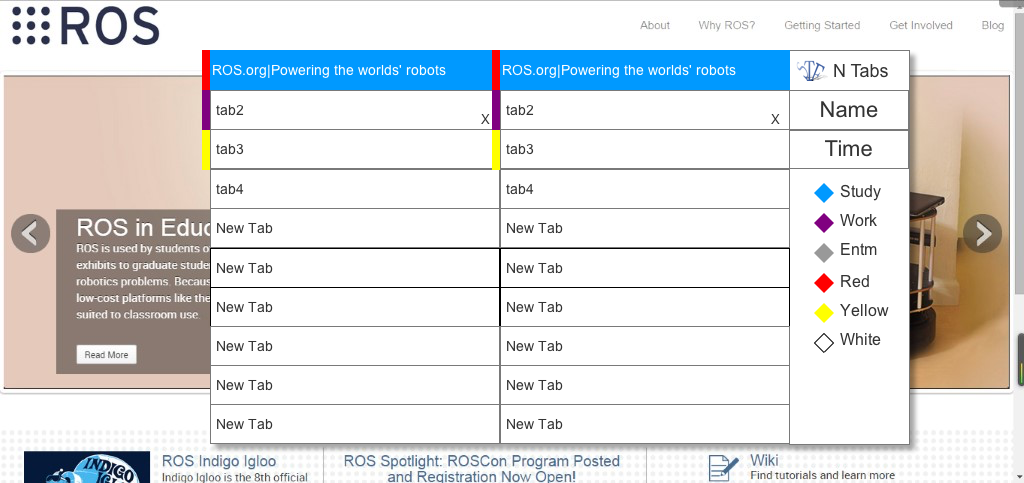 ROS
About Why ROS? Getting Started Get Involved Blog
ROS.org|Powering the worlds' robots ROS.org|Powering the worlds' robots N Tabs
tab2 X tab2 X Name
tab3 tab3 Time
tab4 tab4 Study
New Tab New Tab Work
New Tab New Tab Entm
New Tab New Tab Red
New Tab New Tab Yellow
New Tab New Tab White
New Tab New Tab
ROS in Educ
ROS is used by students o
exhibits to graduate stude
robotics problems. Becaus
low-cost platforms like the
suited to classroom use.
Read More
INDIGO
ROS Indigo Igloo
Indigo Igloo is the 8th official
ROS Spotlight: ROSCon Program Posted
and Registration Now Open!
Wiki
Find tutorials and learn more